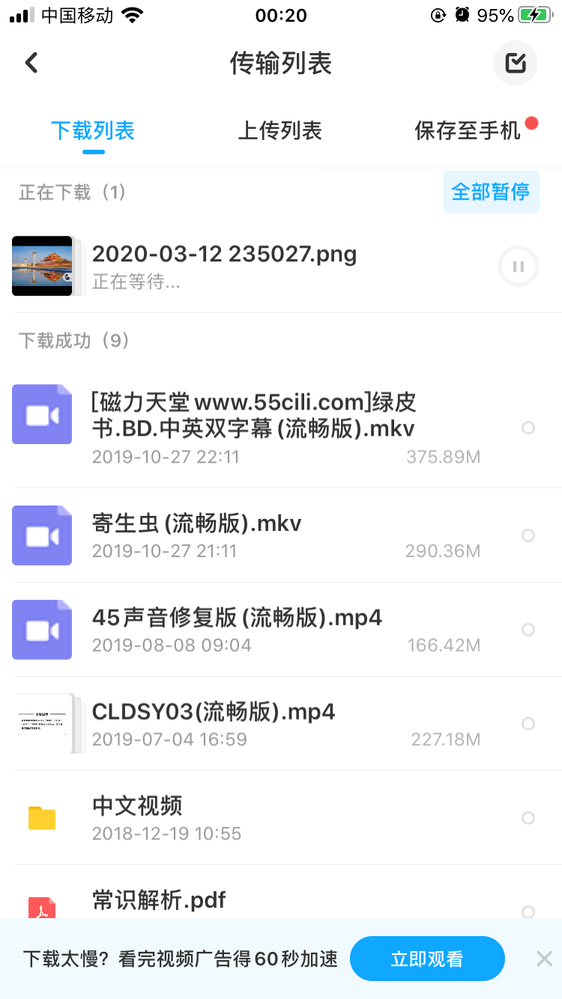 中国移动
00:20
95%
传输列表
下载列表
上传列表
保存至手机
正在下载（1）
全部暂停
2020-03-12 235027.png
正在等待...
下载成功（9）
[磁力天堂www.55cili.com]绿皮
书.BD.中英双字幕(流畅版).mkv
2019-10-27 22:11
375.89M
寄生虫(流畅版).mkv
2019-10-27 21:11
290.36M
45声音修复版(流畅版).mp4
2019-08-08 09:04
166.42M
CLDSY03(流畅版).mp4
2019-07-04 16:59
227.18M
中文视频
2018-12-19 10:55
常识解析.pdf
下载太慢？看完视频广告得60秒加速
立即观看